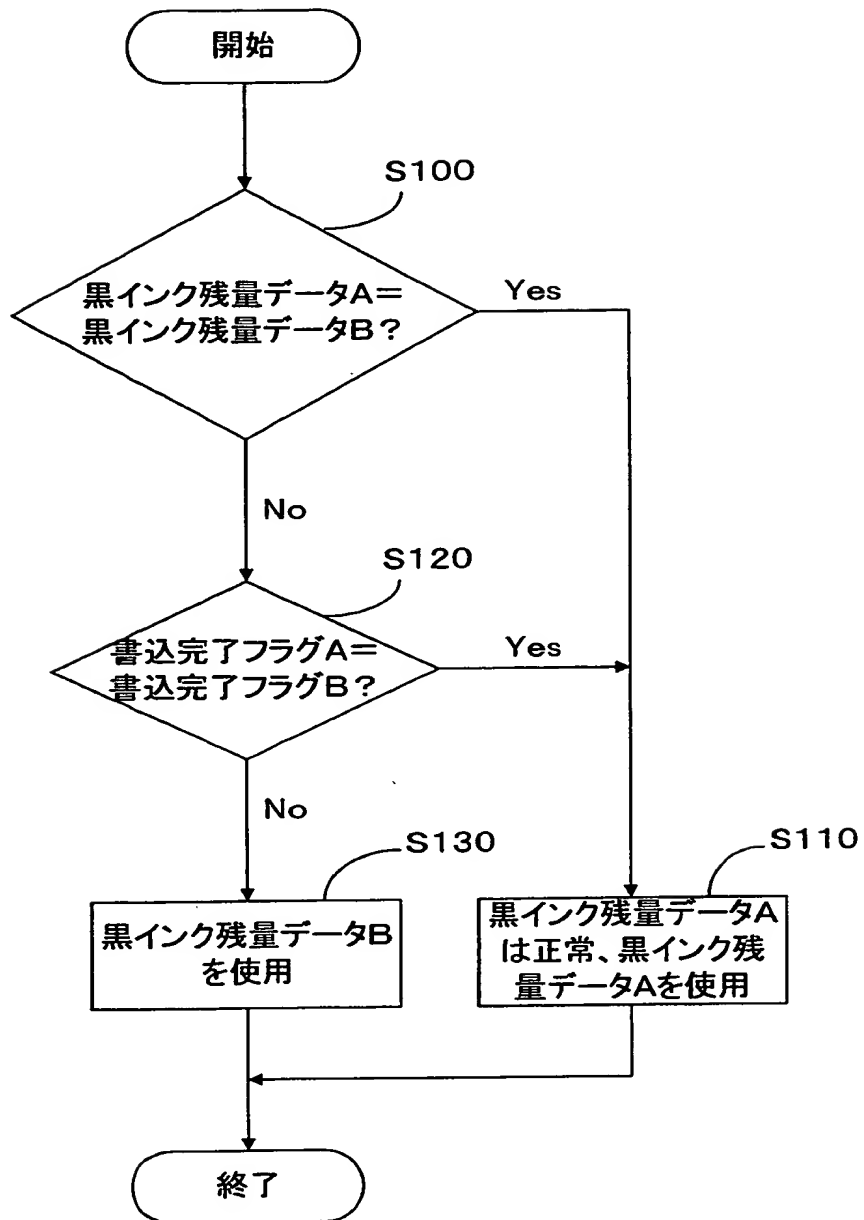 開始
S100
黒インク残量データA=
黒インク残量データB?
Yes
No
S120
書込完了フラグA=
書込完了フラグB?
Yes
No
S130
黒インク残量データB
を使用
S110
黒インク残量データA
は正常、黒インク残
量データAを使用
終了